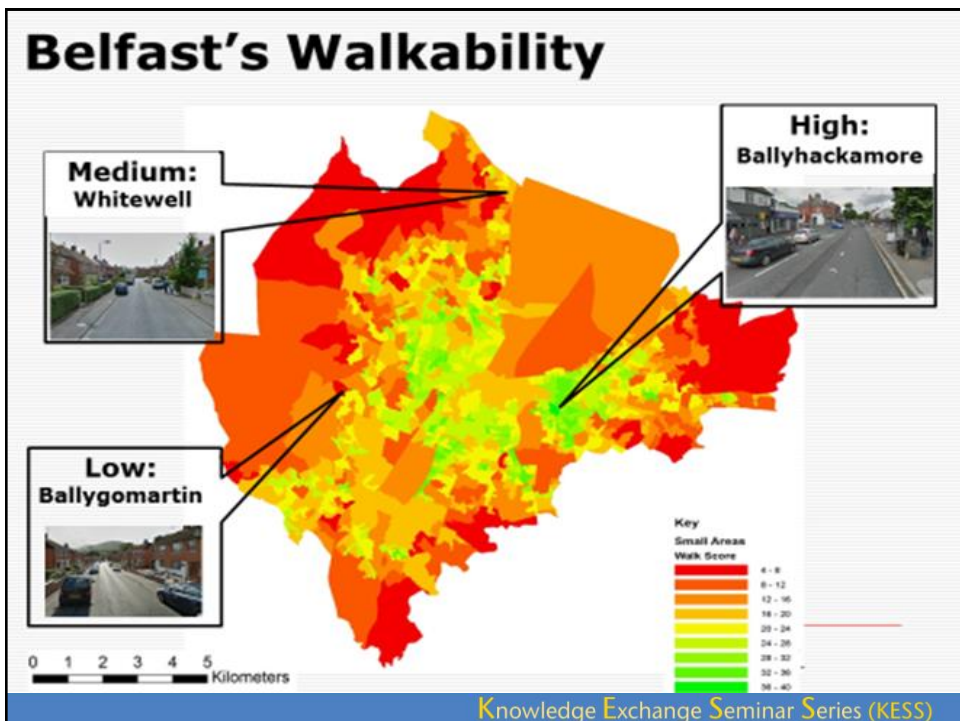 Belfast's Walkability
Medium:
Whitewell
High:
Ballyhackamore
Low:
Ballygomartin
Key
Small Areas
Walk Score
4 - 8
8 - 12
12 - 16
16 - 20
20 - 24
24 - 28
28 - 32
32 - 36
36 - 40
0 1 2 3 4 5
Kilometers
Knowledge Exchange Seminar Series (KESS)